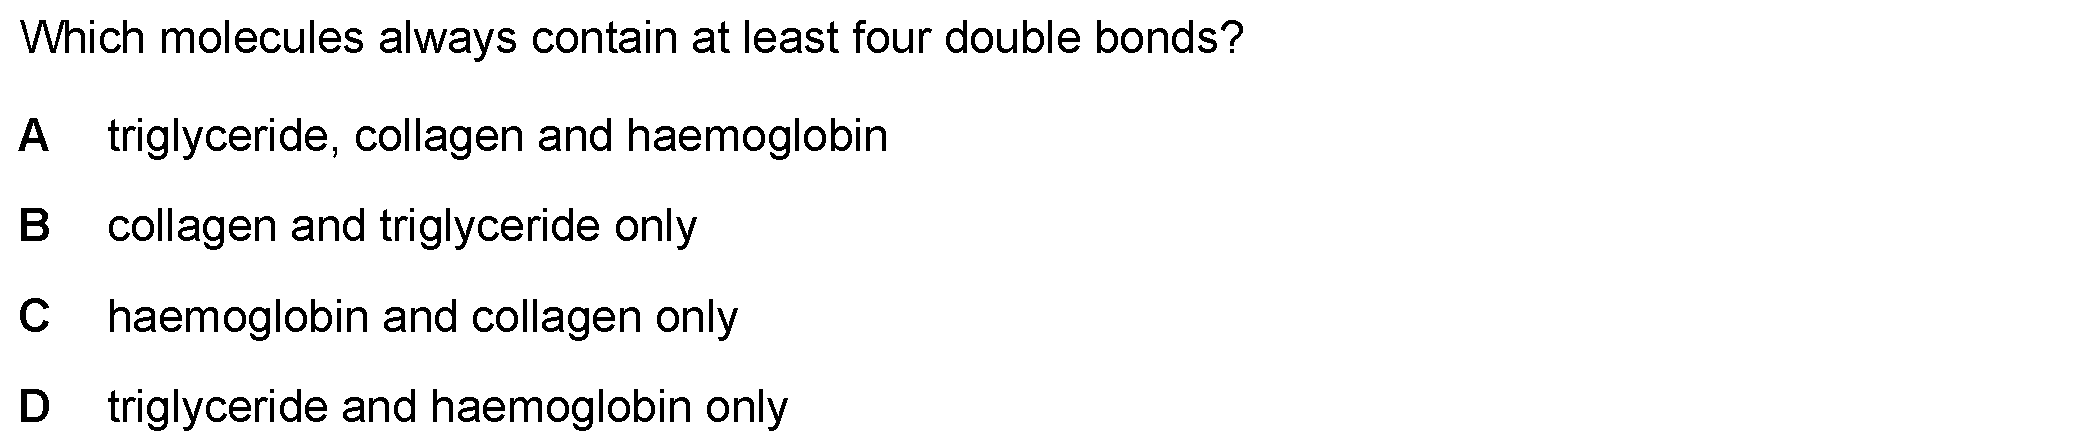 Which molecules always contain at least four double bonds?
A triglyceride, collagen and haemoglobin
B collagen and triglyceride only
C haemoglobin and collagen only
D triglyceride and haemoglobin only